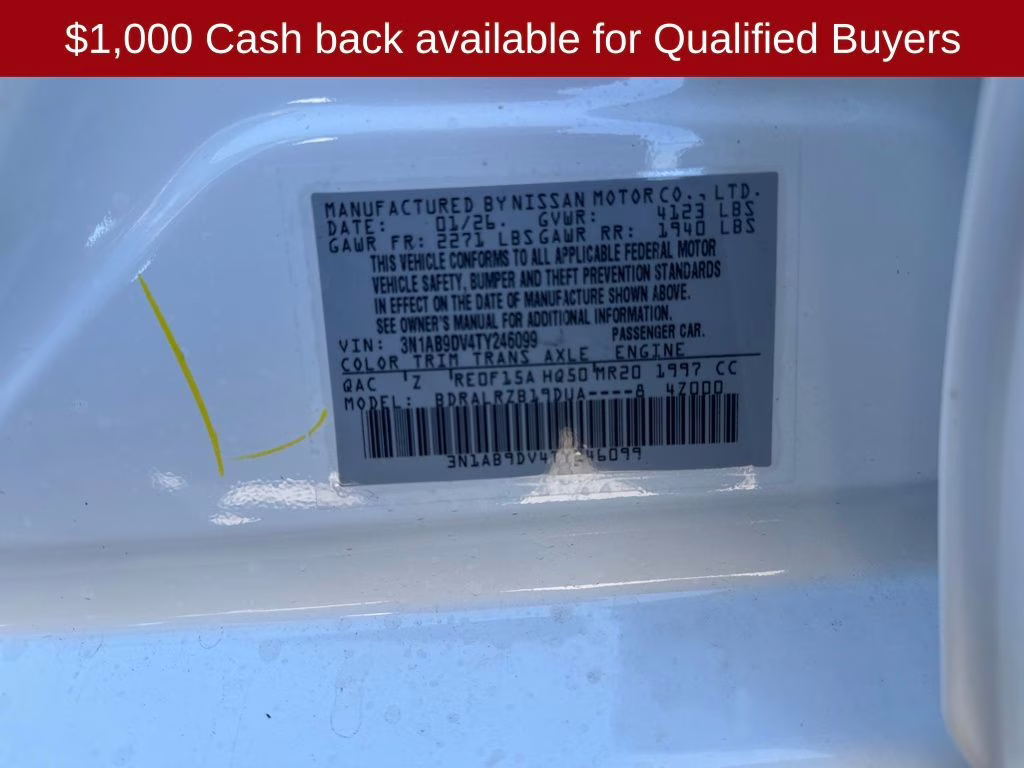 $1,000 Cash back available for Qualified Buyers
MANUFACTURED BY NISSAN MOTOR CO., LTD.
DATE: 01/26. GVWR: 4123 LBS
GAWR FR: 2271 LBS GAWR RR: 1940 LBS
THIS VEHICLE CONFORMS TO ALL APPLICABLE FEDERAL MOTOR
VEHICLE SAFETY, BUMPER AND THEFT PREVENTION STANDARDS
IN EFFECT ON THE DATE OF MANUFACTURE SHOWN ABOVE.
SEE OWNER'S MANUAL FOR ADDITIONAL INFORMATION.
VIN: 3N1AB9DV4TY246099 PASSENGER CAR.
COLOR TRIM TRANS AXLE ENGINE
QAC Z RE0F15A HQ50 MR20 1997 CC
MODEL: BDRALRZB19DUA----8 4Z000
3N1AB9DV4TY246099